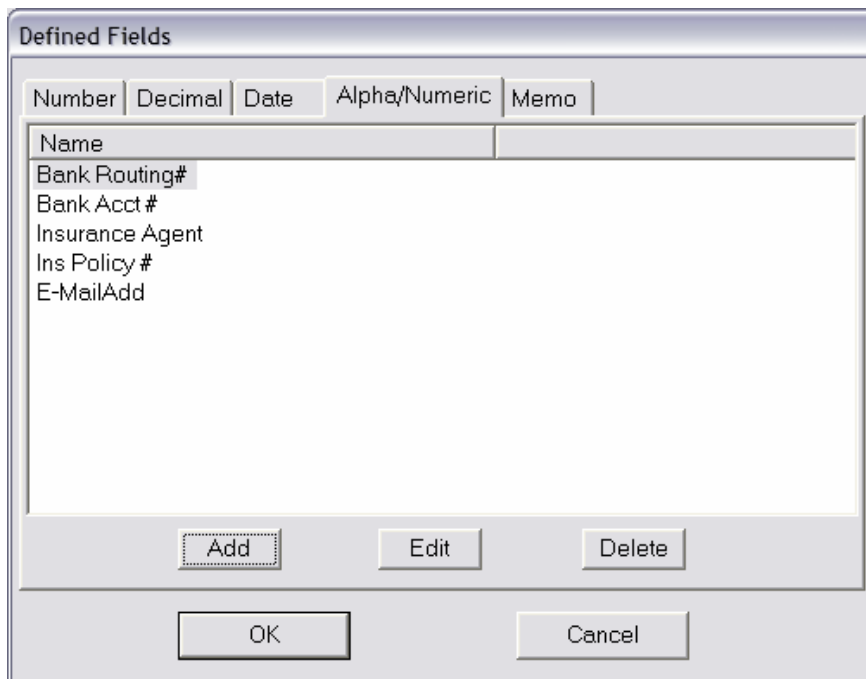 Defined Fields
Number Decimal Date Alpha/Numeric Memo
Name
Bank Routing#
Bank Acct #
Insurance Agent
Ins Policy #
E-MailAdd
Add Edit Delete
OK Cancel